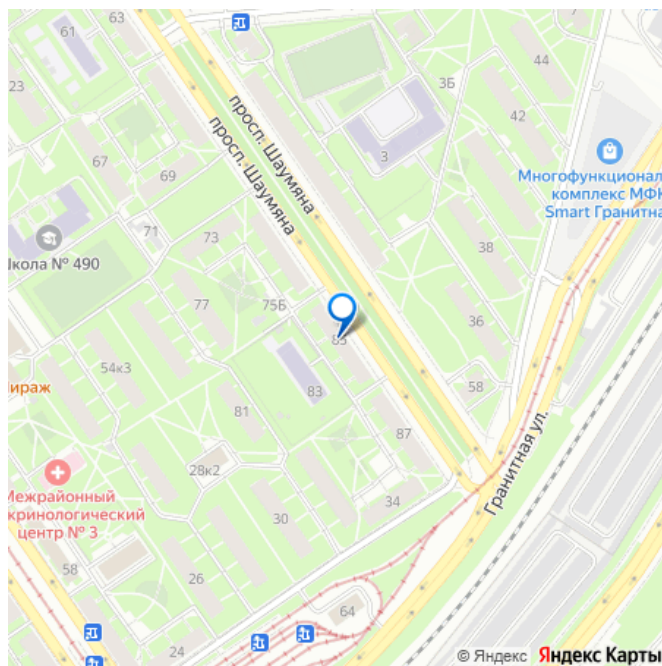 63
61
44
23
3Б
42
просп. Шаумяна
просп. Шаумяна
3
67
69
Многофункционал
комплекс МФК
Smart Гранитна
71
73
38
Школа № 490
77
75Б
36
85
54к3
58
ираж
83
81
87
Гранитная ул.
28к2
Межрайонный
кринологический
центр № 3
34
30
58
26
64
24
© Яндекс Яндекс Карты